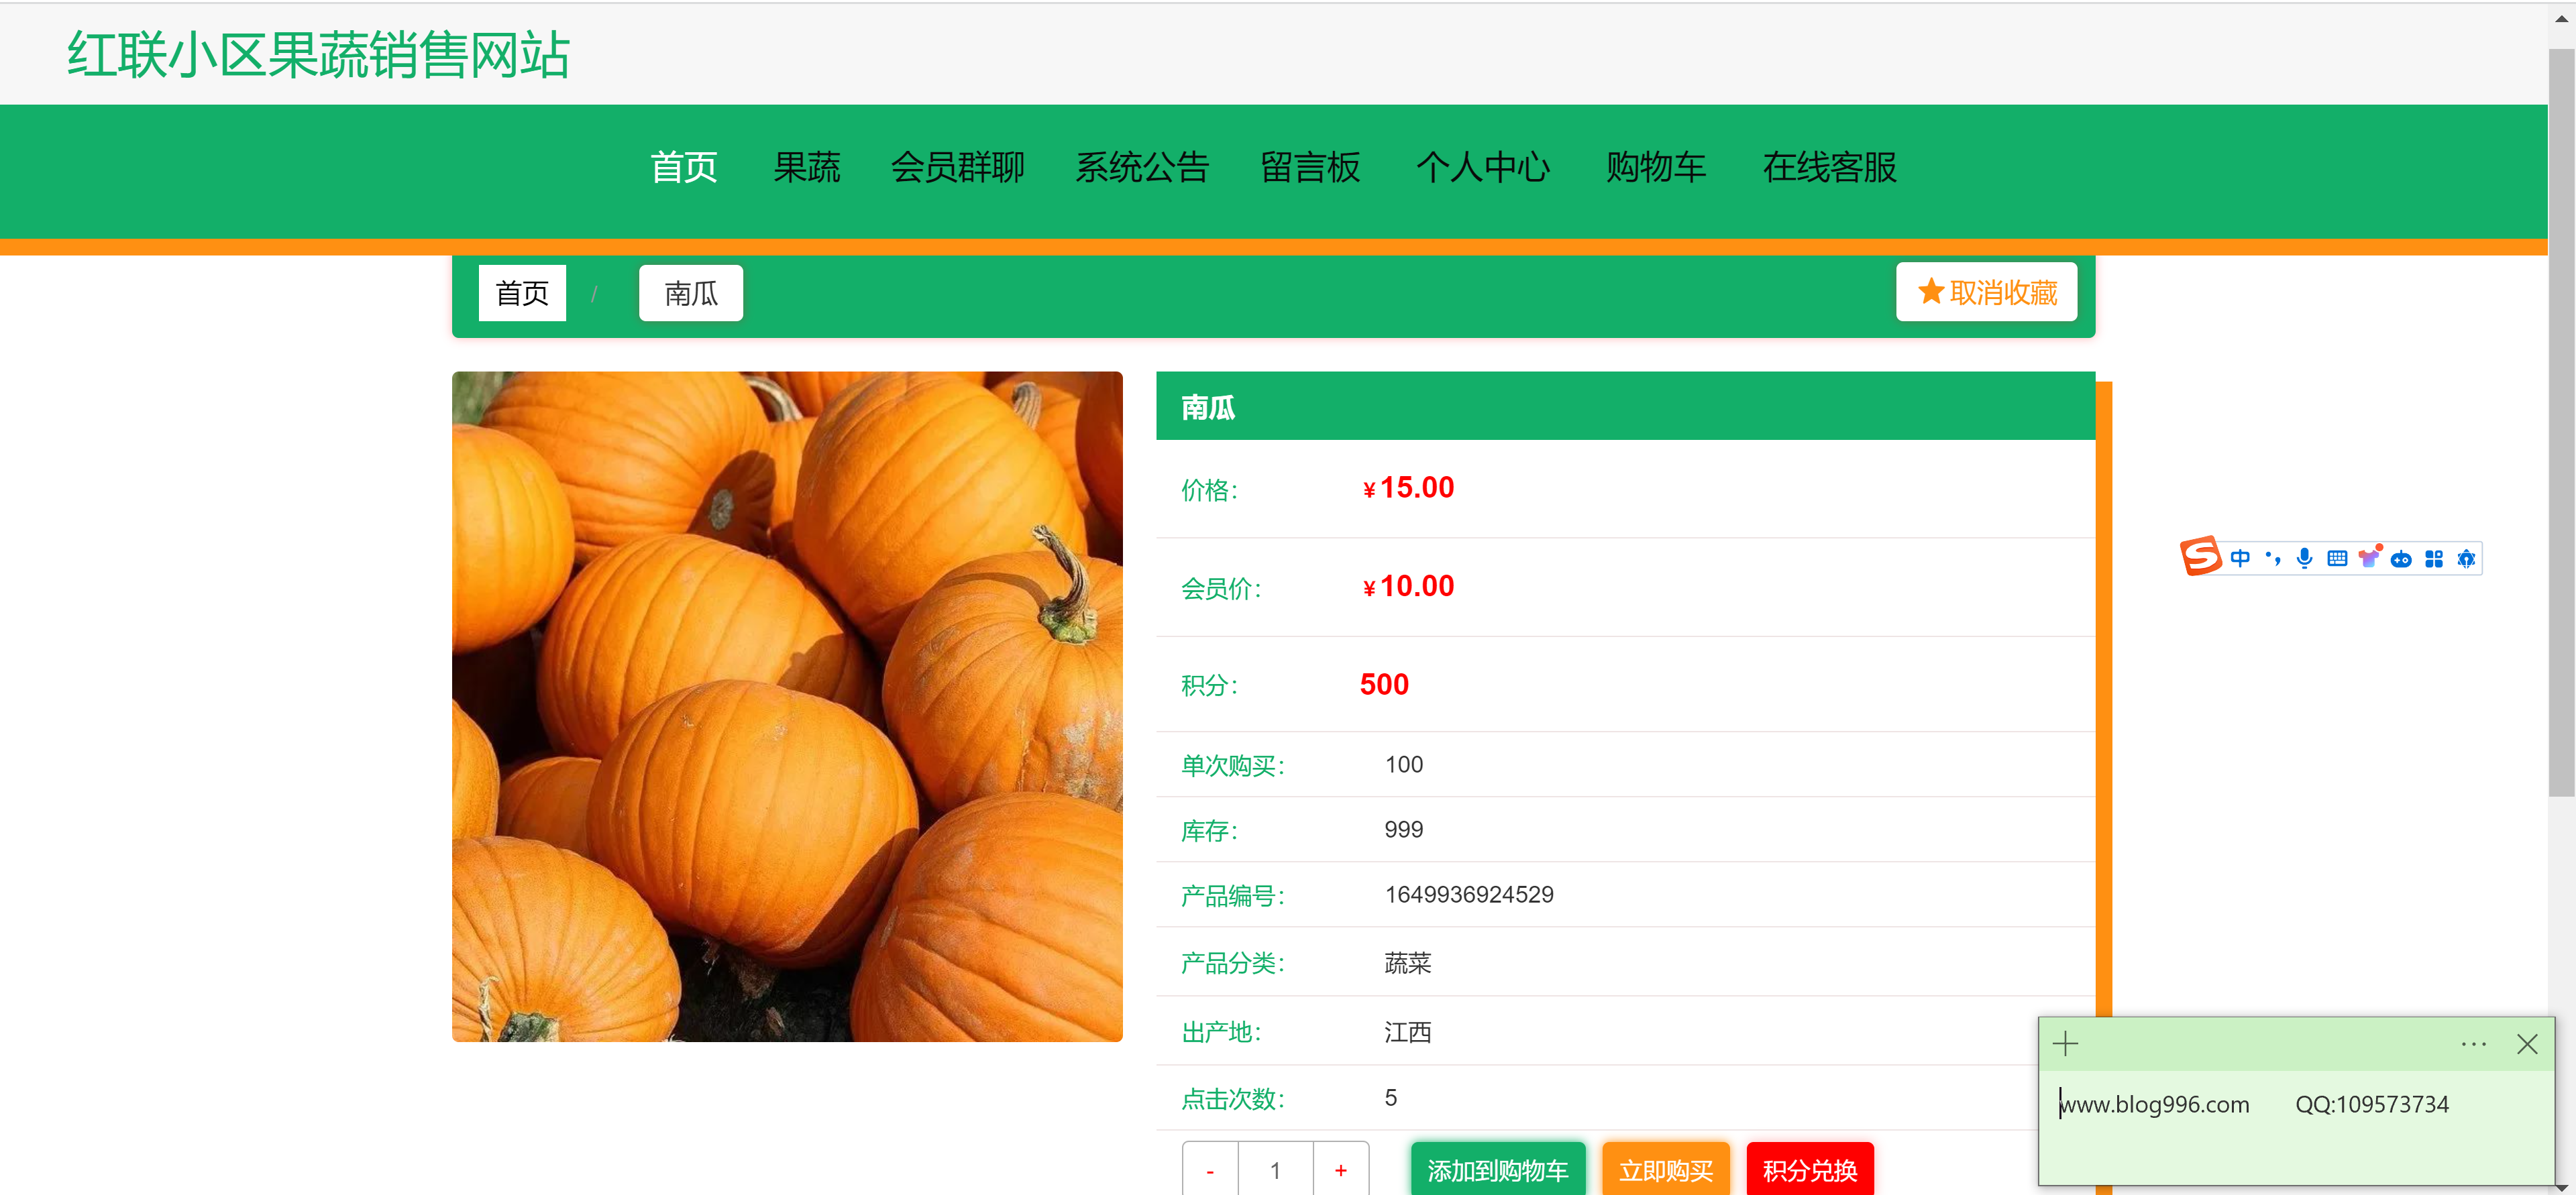 红联小区果蔬销售网站
首页 果蔬 会员群聊 系统公告 留言板 个人中心 购物车 在线客服
首页 / 南瓜 取消收藏
南瓜
价格： ¥ 15.00
会员价： ¥ 10.00
积分： 500
单次购买： 100
库存： 999
产品编号： 1649936924529
产品分类： 蔬菜
出产地： 江西
点击次数： 5
- 1 + 添加到购物车 立即购买 积分兑换
中
www.blog996.com QQ:109573734